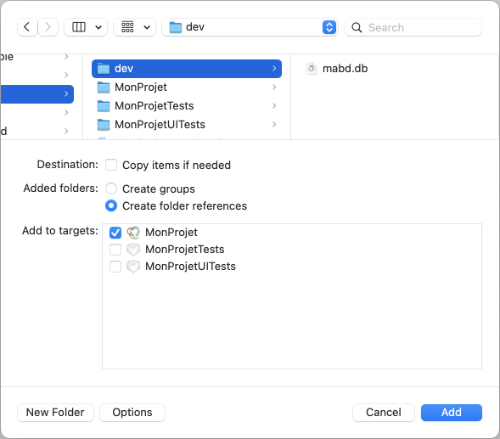 dev
Search
dev
mabd.db
MonProjet
MonProjetTests
d
MonProjetUITests
Destination: Copy items if needed
Added folders: Create groups
Create folder references
Add to targets: MonProjet
MonProjetTests
MonProjetUITests
New Folder
Options
Cancel
Add